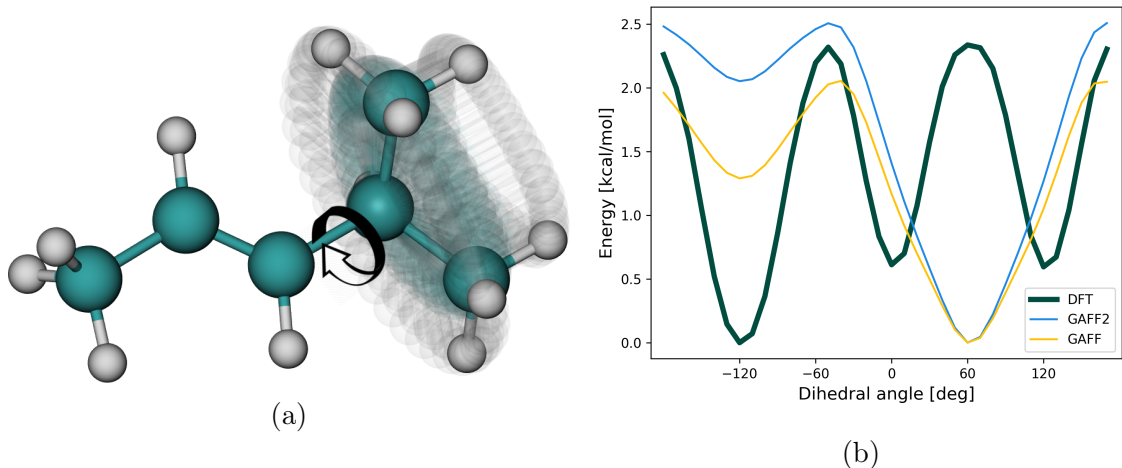 (a)
Energy [kcal/mol]
2.5
2.0
1.5
1.0
0.5
0.0
DFT
GAFF2
GAFF
−120
−60
0
60
120
Dihedral angle [deg]
(b)